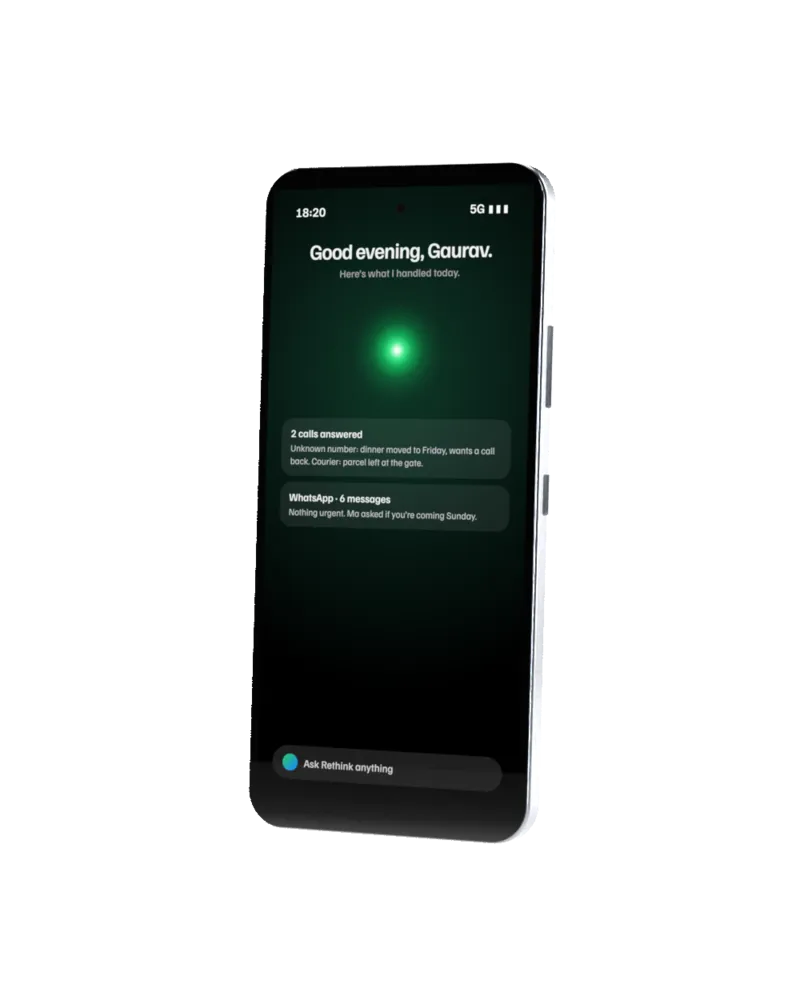 18:20
5G
Good evening, Gaurav.
Here's what I handled today.
2 calls answered
Unknown number: dinner moved to Friday, wants a call
back. Courier: parcel left at the gate.
WhatsApp · 6 messages
Nothing urgent. Ma asked if you're coming Sunday.
Ask Rethink anything